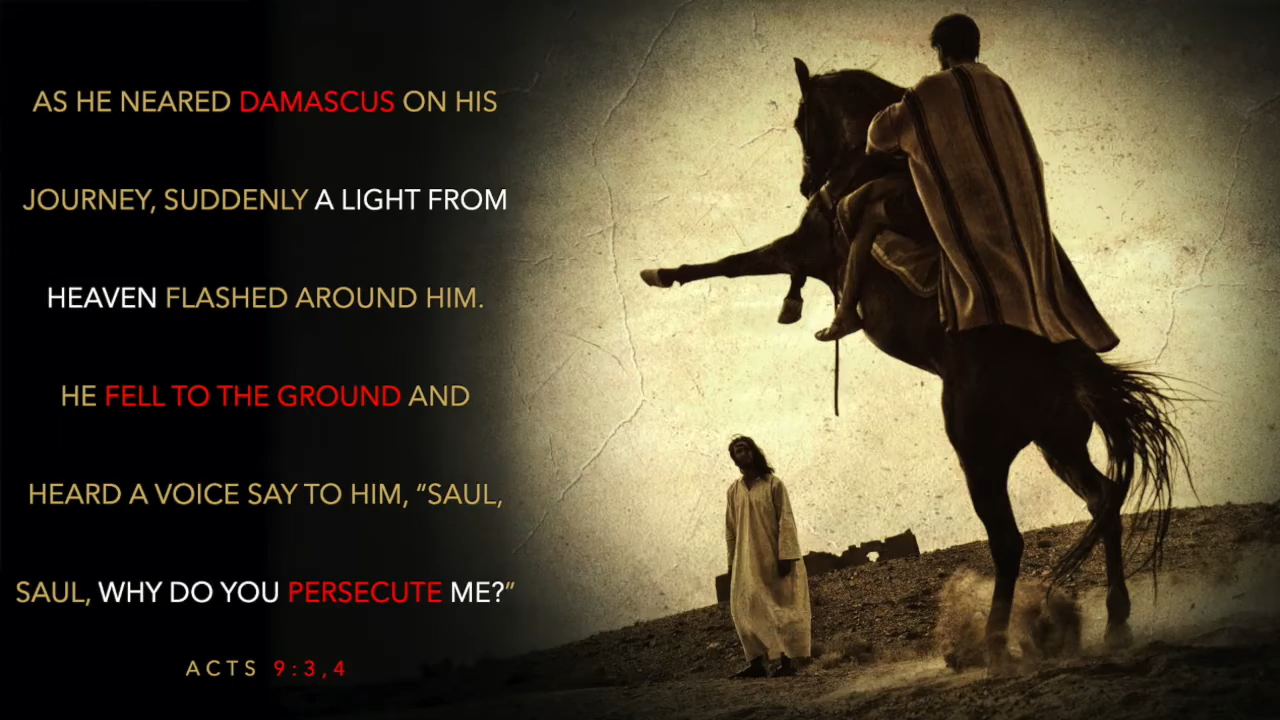 AS HE NEARED DAMASCUS ON HIS
JOURNEY, SUDDENLY A LIGHT FROM
HEAVEN FLASHED AROUND HIM.
HE FELL TO THE GROUND AND
HEARD A VOICE SAY TO HIM, “SAUL,
SAUL, WHY DO YOU PERSECUTE ME?”
ACTS 9:3,4